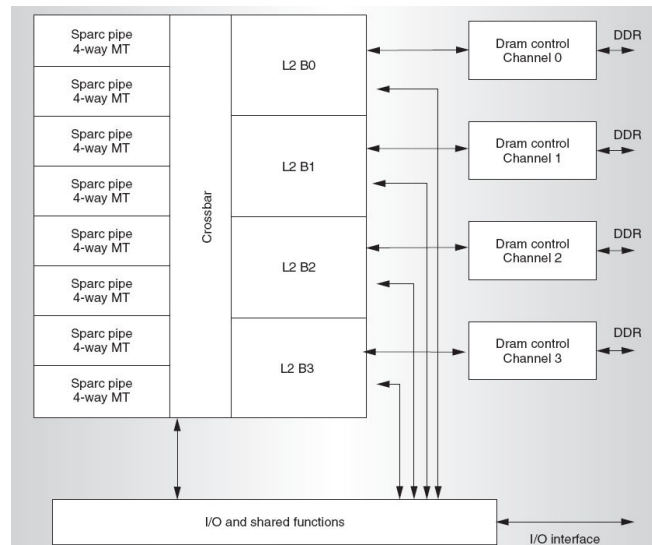 Sparc pipe
4-way MT
Sparc pipe
4-way MT
Sparc pipe
4-way MT
Sparc pipe
4-way MT
Sparc pipe
4-way MT
Sparc pipe
4-way MT
Sparc pipe
4-way MT
Sparc pipe
4-way MT
Crossbar
L2 B0
L2 B1
L2 B2
L2 B3
Dram control
Channel 0
DDR
Dram control
Channel 1
DDR
Dram control
Channel 2
DDR
Dram control
Channel 3
DDR
I/O and shared functions
I/O interface